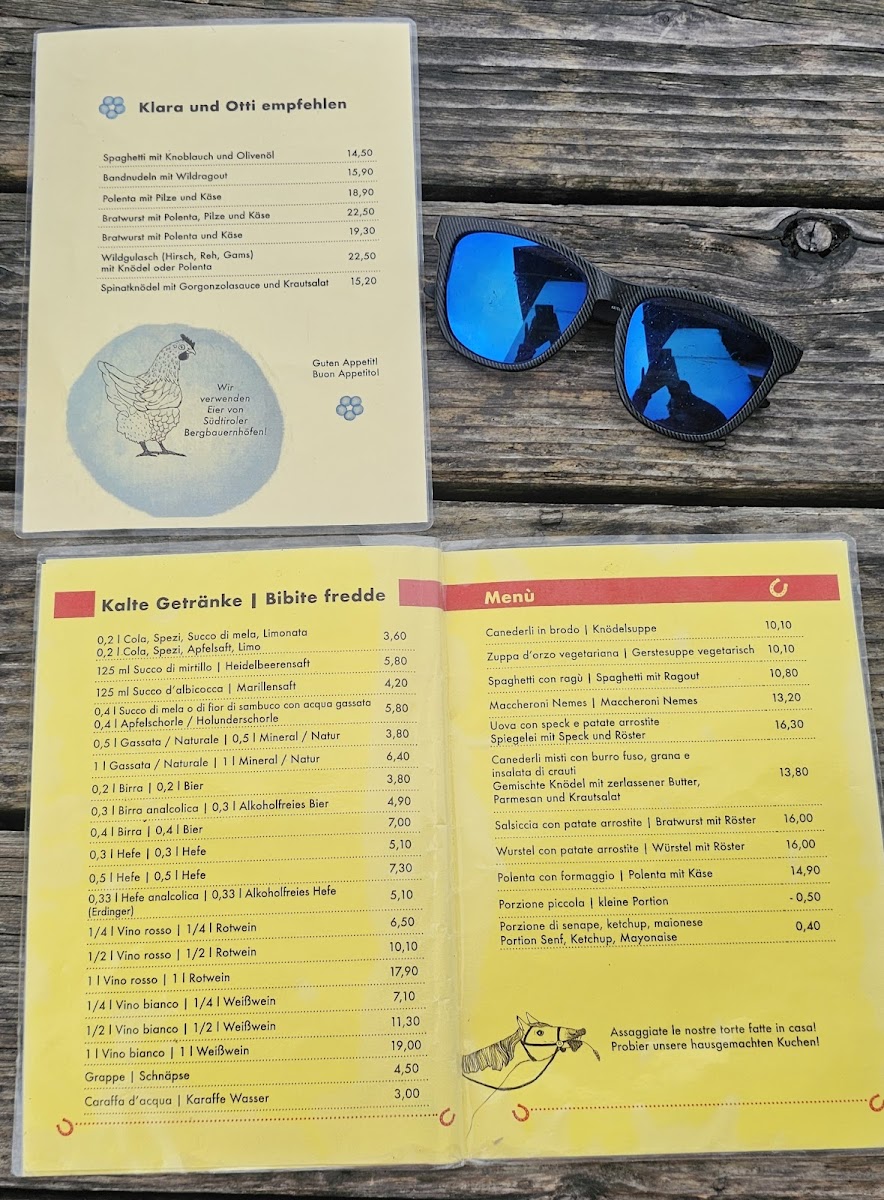 Klara und Otti empfehlen
Spaghetti mit Knoblauch und Olivenöl 14,50
Bandnudeln mit Wildragout 15,90
Polenta mit Pilze und Käse 18,90
Bratwurst mit Polenta, Pilze und Käse 22,50
Bratwurst mit Polenta und Käse 19,30
Wildgulasch (Hirsch, Reh, Gams)
mit Knödel oder Polenta 22,50
Spinatknödel mit Gorgonzolasauce und Krautsalat 15,20
Wir
verwenden
Eier von
Südtiroler
Bergbauernhöfen!
Guten Appetit!
Buon Appetito!
Kalte Getränke | Bibite fredde
0,2 l Cola, Spezi, Succo di mela, Limonata
0,2 l Cola, Spezi, Apfelsaft, Limo 3,60
125 ml Succo di mirtillo | Heidelbeerensaft 5,80
125 ml Succo d'albicocca | Marillensaft 4,20
0,4 l Succo di mela o di fior di sambuco con acqua gassata
0,4 l Apfelschorle / Holunderschorle 5,80
0,5 l Gassata / Naturale | 0,5 l Mineral / Natur 3,80
1 l Gassata / Naturale | 1 l Mineral / Natur 6,40
0,2 l Birra | 0,2 l Bier 3,80
0,3 l Birra analcolica | 0,3 l Alkoholfreies Bier 4,90
0,4 l Birra | 0,4 l Bier 7,00
0,3 l Hefe | 0,3 l Hefe 5,10
0,5 l Hefe | 0,5 l Hefe 7,30
0,33 l Hefe analcolica | 0,33 l Alkoholfreies Hefe
(Erdinger) 5,10
1/4 l Vino rosso | 1/4 l Rotwein 6,50
1/2 l Vino rosso | 1/2 l Rotwein 10,10
1 l Vino rosso | 1 l Rotwein 17,90
1/4 l Vino bianco | 1/4 l Weißwein 7,10
1/2 l Vino bianco | 1/2 l Weißwein 11,30
1 l Vino bianco | 1 l Weißwein 19,00
Grappe | Schnäpse 4,50
Caraffa d'acqua | Karaffe Wasser 3,00
Menù
Canederli in brodo | Knödelsuppe 10,10
Zuppa d'orzo vegetariana | Gerstesuppe vegetarisch 10,10
Spaghetti con ragù | Spaghetti mit Ragout 10,80
Maccheroni Nemes | Maccheroni Nemes 13,20
Uova con speck e patate arrostite
Spiegelei mit Speck und Röster 16,30
Canederli misti con burro fuso, grana e
insalata di crauti
Gemischte Knödel mit zerlassener Butter,
Parmesan und Krautsalat 13,80
Salsiccia con patate arrostite | Bratwurst mit Röster 16,00
Wurstel con patate arrostite | Würstel mit Röster 16,00
Polenta con formaggio | Polenta mit Käse 14,90
Porzione piccola | kleine Portion - 0,50
Porzione di senape, ketchup, maionese
Portion Senf, Ketchup, Mayonaise 0,40
Assaggiate le nostre torte fatte in casa!
Probier unsere hausgemachten Kuchen!